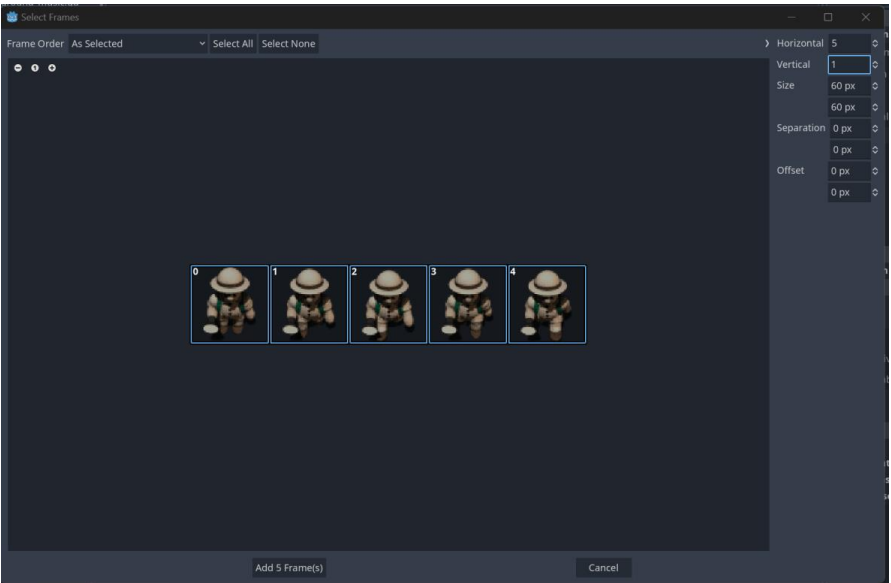 Select Frames
Frame Order As Selected Select All Select None
Horizontal 5
Vertical 1
Size 60 px
60 px
Separation 0 px
0 px
Offset 0 px
0 px
0 1 2 3 4
Add 5 Frame(s) Cancel